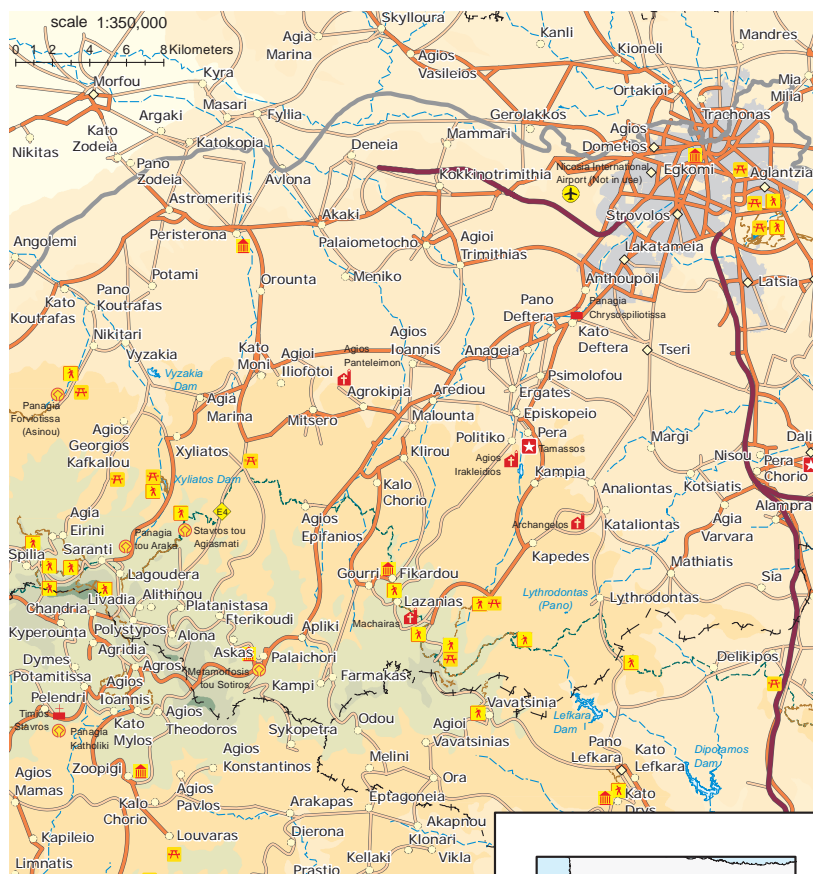 scale 1:350,000
0 1 2 4 6 8 Kilometers
Skylloura
Kanli
Mandres
Agia
Marina
Agios
Vasileios
Kioneli
Morfou
Kyra
Masari
Mia
Milia
Ortakioi
Argaki
Fyllia
Gerolakkos
Trachonas
Kato
Zodeia
Katokopia
Mammari
Agios
Dometios
Nikitas
Deneia
Pano
Zodeia
Avlona
Kokkinotrimithia
Nicosia International
Airport (Not in use)
Egkomi
Aglantzia
Astromeritis
Akaki
Strovolos
Peristerona
Palaiometocho
Agioi
Trimithias
Angolemi
Lakatameia
Potami
Orounta
Meniko
Anthoupoli
Latsia
Kato
Koutrafas
Pano
Koutrafas
Pano
Deftera
Panagia
Chrysospiliotissa
Nikitari
Agios
Ioannis
Kato
Deftera
Vyzakia
Kato
Moni
Agioi
Iliofotoi
Agios
Panteleimon
Anageia
Tseri
Vyzakia
Dam
Psimolofou
Agrokipia
Arediou
Ergates
Panagia
Forviotissa
(Asinou)
Agia
Marina
Mitsero
Malounta
Episkopeio
Agios
Georgios
Kafkallou
Politiko
Pera
Tamassos
Margi
Dali
Xyliatos
Klirou
Agios
Irakleidios
Nisou
Pera
Chorio
Xyliatos Dam
Kato
Chorio
Kampia
Analiontas
Kotsiatis
E4
Agia
Eirini
Agios
Epifanios
Archangelos
Kataliontas
Agia
Varvara
Alampra
Panagia
tou Araka
Stavros tou
Agiasmati
Spilia
Saranti
Kapedes
Mathiatis
Lagoudera
Gourri
Fikardou
Sia
Livadia
Alithinou
Lazanias
Lythrodontas
(Pano)
Lythrodontas
Chandria
Platanistasa
Fterikoudi
Machairas
Kyperounta
Polystypos
Alona
Apliki
Agridia
Askas
Palaichori
Delikipos
Dymes
Potamitissa
Agros
Metamorfosis
tou Sotiros
Kampi
Farmakas
Pelendri
Agios
Ioannis
Vavatsinia
Timios
Stavros
Agios
Theodoros
Odou
Agioi
Vavatsinias
Lefkara
Dam
Panagia
Katholiki
Kato
Mylos
Sykopetra
Pano
Lefkara
Kato
Lefkara
Dipotamos
Dam
Zoopigi
Agios
Konstantinos
Melini
Agios
Mamas
Ora
Agios
Pavlos
Eptagoneia
Kato
Drys
Kalo
Chorio
Arakapas
Akapnou
Kapileio
Louvaras
Dierona
Klonari
Vikla
Limnatis
Prastio
Kellaki